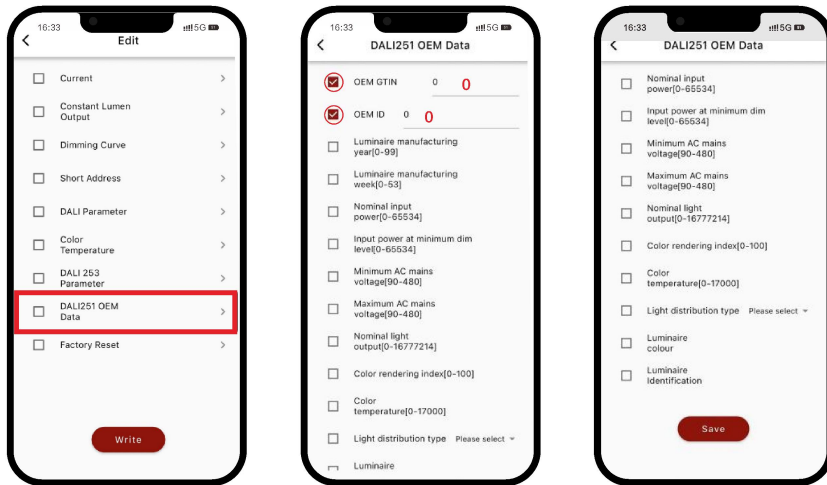 16:33
5G
Edit
Current
Constant Lumen
Output
Dimming Curve
Short Address
DALI Parameter
Color
Temperature
DALI 253
Parameter
DALI251 OEM
Data
Factory Reset
Write
16:33
5G
DALI251 OEM Data
OEM GTIN 0 0
OEM ID 0 0
Luminaire manufacturing
year[0-99]
Luminaire manufacturing
week[0-53]
Nominal input
power[0-65534]
Input power at minimum dim
level[0-65534]
Minimum AC mains
voltage[90-480]
Maximum AC mains
voltage[90-480]
Nominal light
output[0-16777214]
Color rendering index[0-100]
Color
temperature[0-17000]
Light distribution type Please select
Luminaire
16:33
5G
DALI251 OEM Data
Nominal input
power[0-65534]
Input power at minimum dim
level[0-65534]
Minimum AC mains
voltage[90-480]
Maximum AC mains
voltage[90-480]
Nominal light
output[0-16777214]
Color rendering index[0-100]
Color
temperature[0-17000]
Light distribution type Please select
Luminaire
colour
Luminaire
Identification
Save